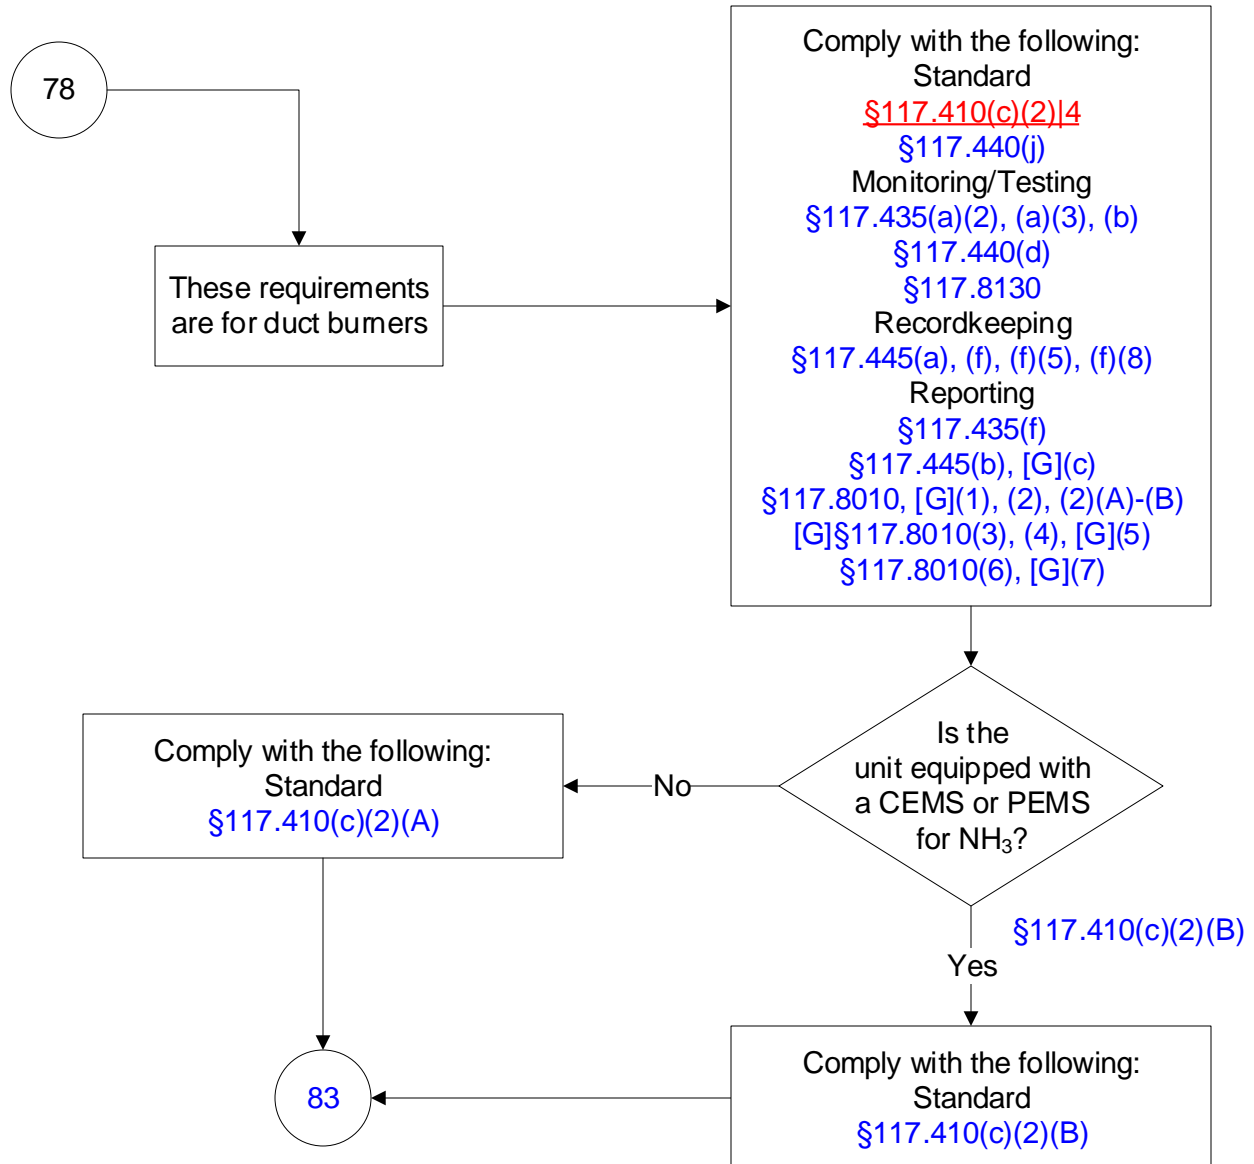 78
These requirements
are for duct burners
Comply with the following:
Standard
§117.410(c)(2)|4
§117.440(j)
Monitoring/Testing
§117.435(a)(2), (a)(3), (b)
§117.440(d)
§117.8130
Recordkeeping
§117.445(a), (f), (f)(5), (f)(8)
Reporting
§117.435(f)
§117.445(b), [G](c)
§117.8010, [G](1), (2), (2)(A)-(B)
[G]§117.8010(3), (4), [G](5)
§117.8010(6), [G](7)
Is the
unit equipped with
a CEMS or PEMS
for NH₃?
No
Comply with the following:
Standard
§117.410(c)(2)(A)
§117.410(c)(2)(B)
Yes
Comply with the following:
Standard
§117.410(c)(2)(B)
83